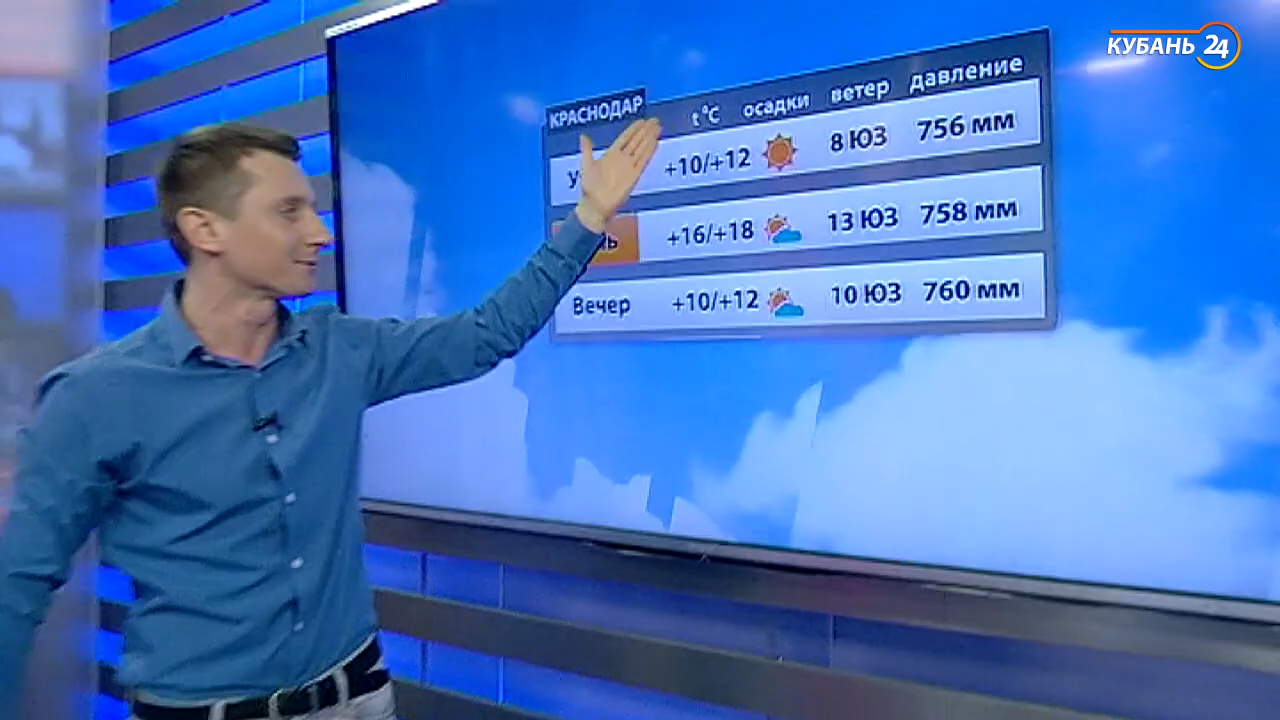 КУБАНЬ 24
КРАСНОДАР t °C осадки ветер давление
+10/+12 8 ЮЗ 756 мм
+16/+18 13 ЮЗ 758 мм
Вечер +10/+12 10 ЮЗ 760 мм